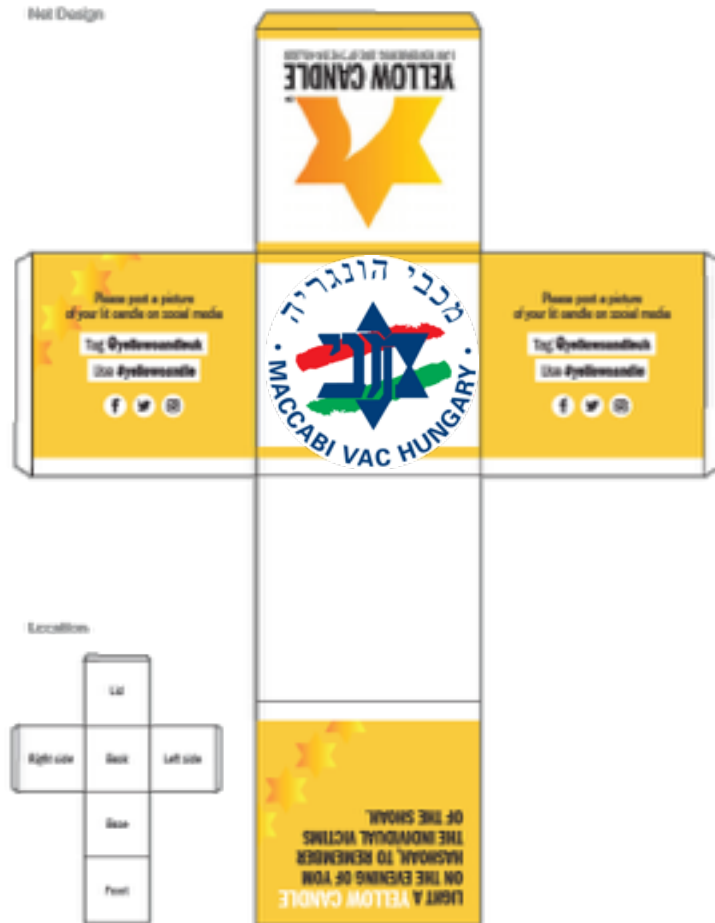 Net Design
YELLOW CANDLE
מכבי הונגריה
MACCABI VAC HUNGARY
Please post a picture
of your lit candle on social media
Tag @yellowcandleuk
Use #yellowcandle
Please post a picture
of your lit candle on social media
Tag @yellowcandleuk
Use #yellowcandle
Location
Lid
Right side
Back
Left side
Base
Front
LIGHT A YELLOW CANDLE
ON THE EVENING OF YOM
HASHOAH, TO REMEMBER
THE INDIVIDUAL VICTIMS
OF THE SHOAH.